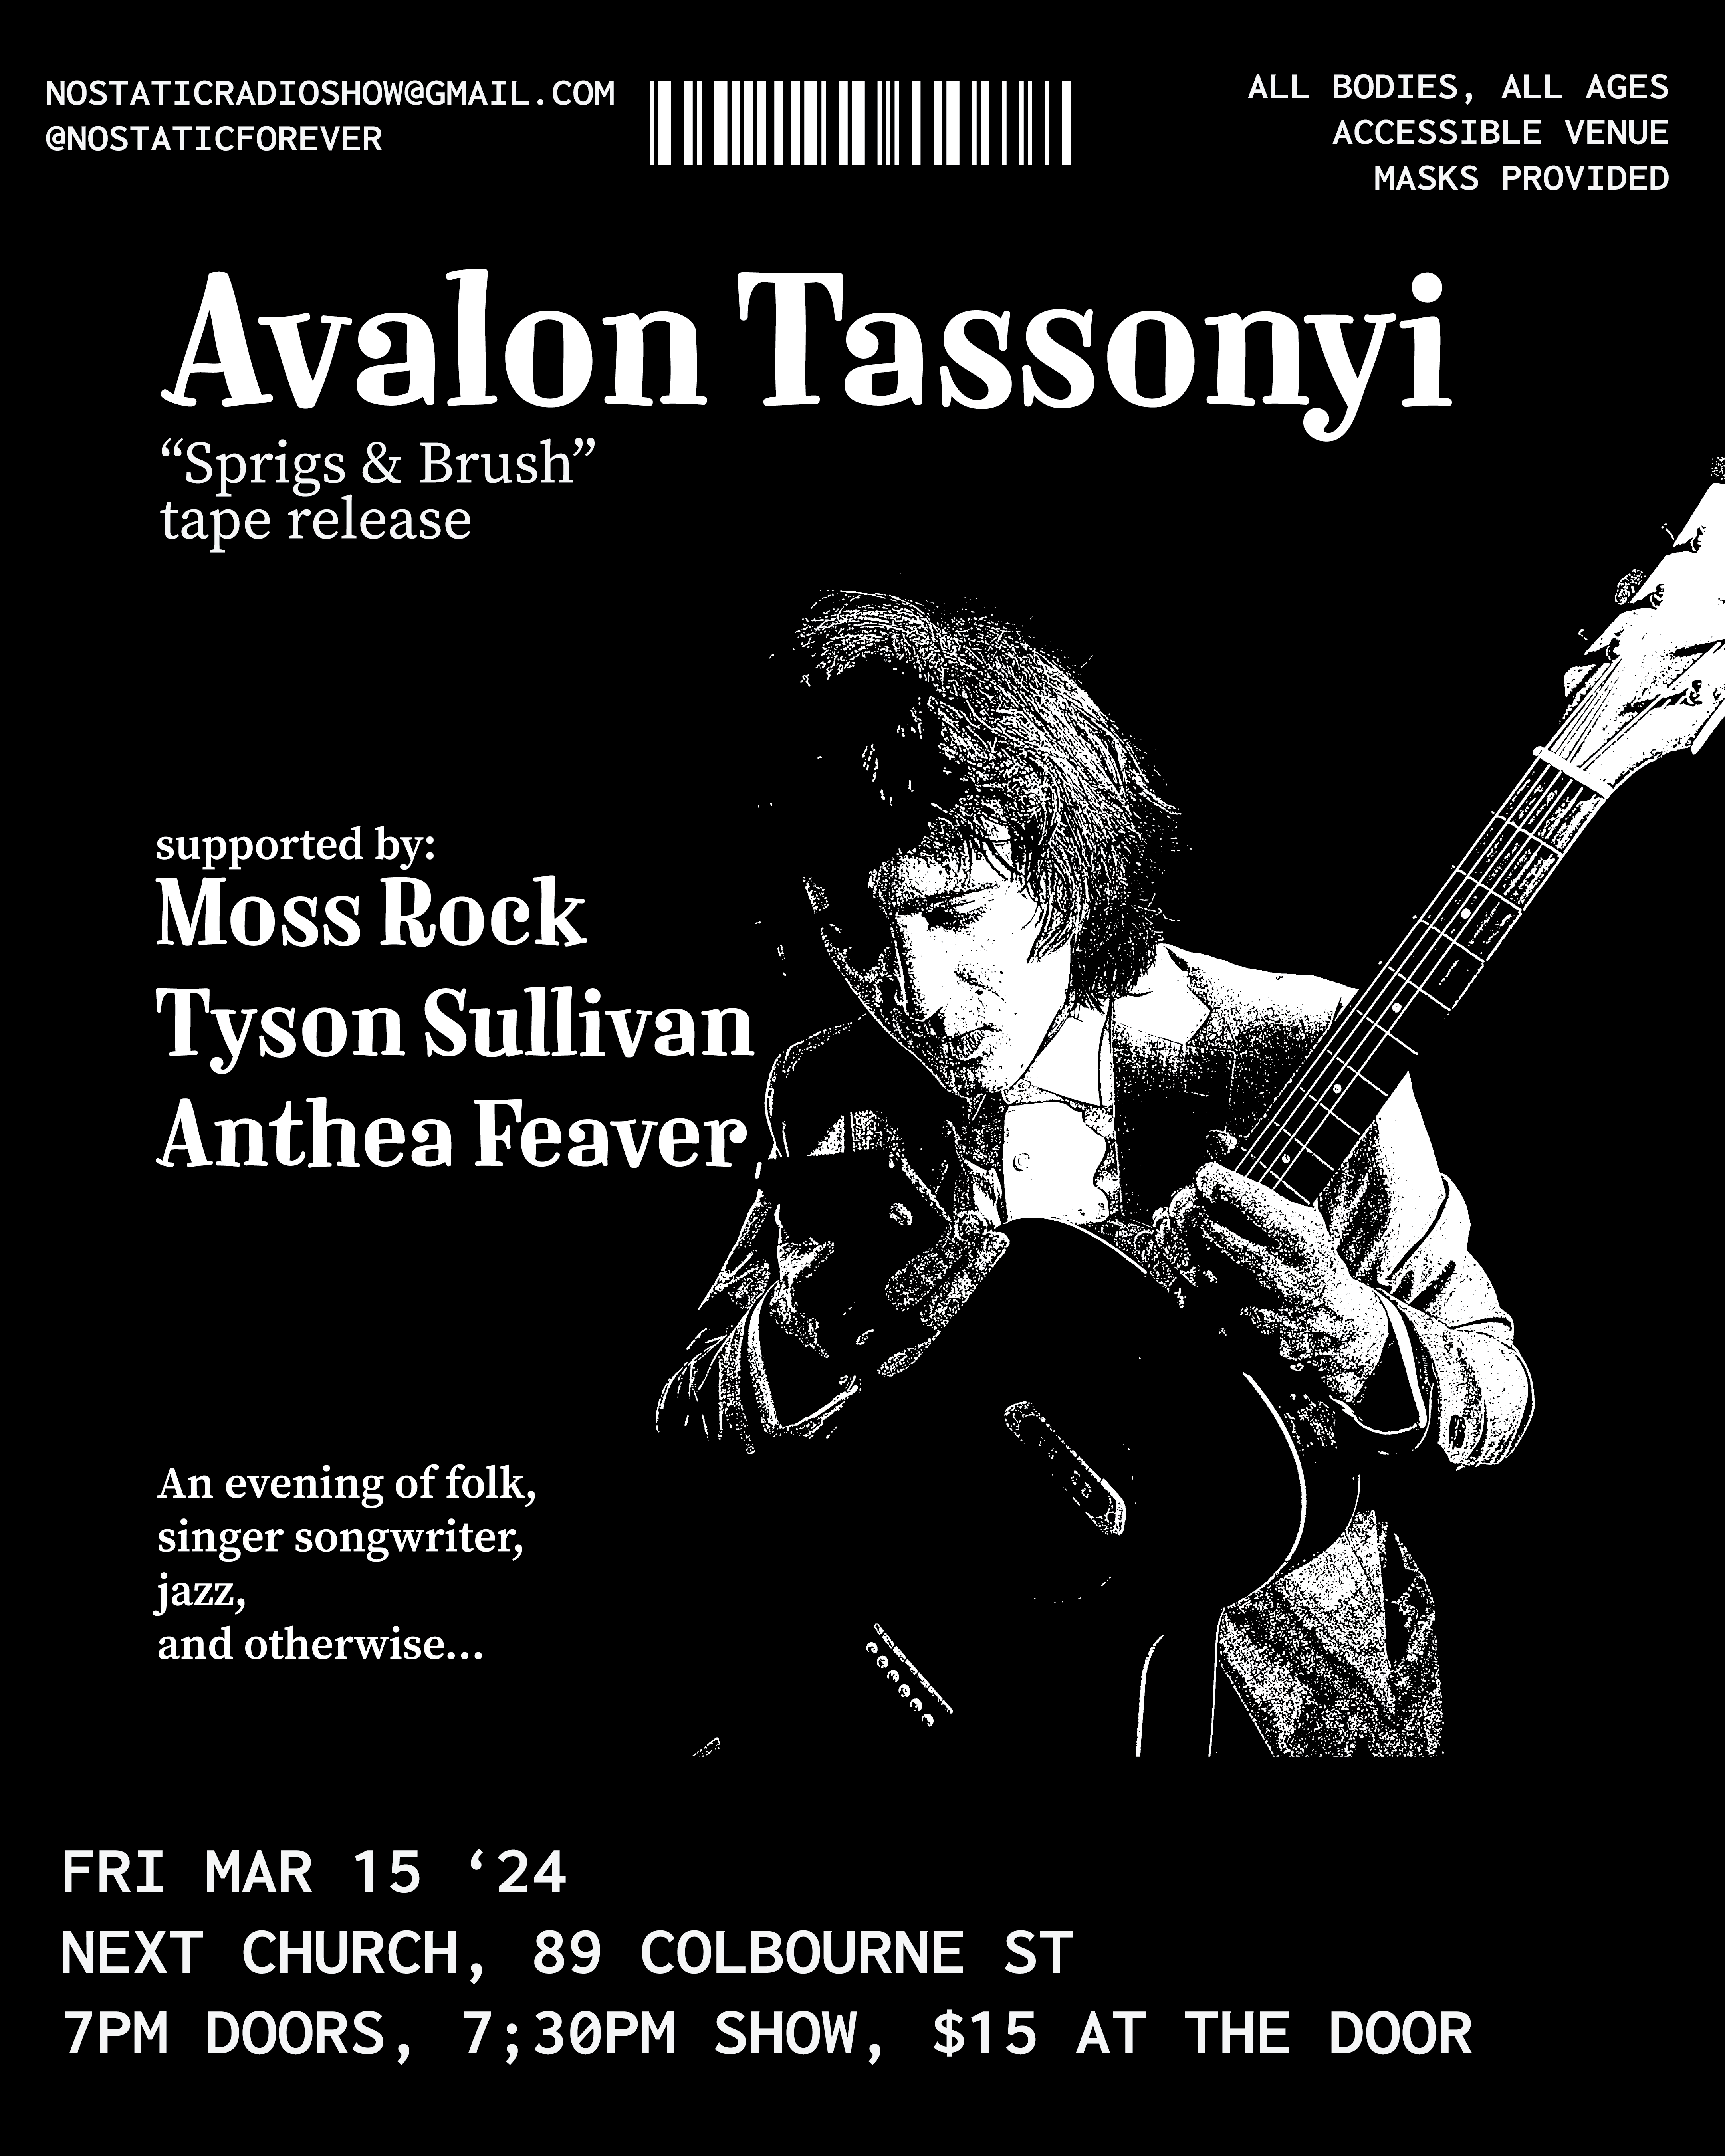 NOSTATICRADIOSHOW@GMAIL.COM
@NOSTATICFOREVER
ALL BODIES, ALL AGES
ACCESSIBLE VENUE
MASKS PROVIDED
Avalon Tassonyi
“Sprigs & Brush”
tape release
supported by:
Moss Rock
Tyson Sullivan
Anthea Feaver
An evening of folk,
singer songwriter,
jazz,
and otherwise...
FRI MAR 15 ‘24
NEXT CHURCH, 89 COLBOURNE ST
7PM DOORS, 7;30PM SHOW, $15 AT THE DOOR